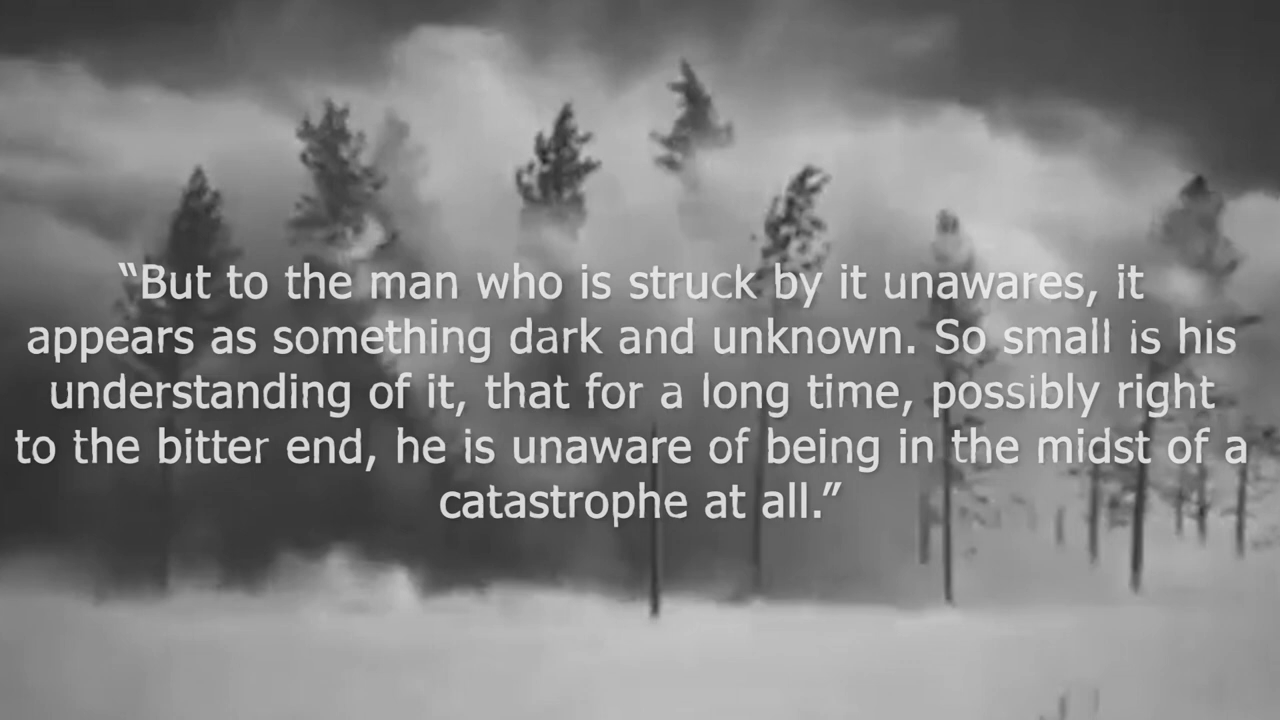 “But to the man who is struck by it unawares, it
appears as something dark and unknown. So small is his
understanding of it, that for a long time, possibly right
to the bitter end, he is unaware of being in the midst of a
catastrophe at all.”